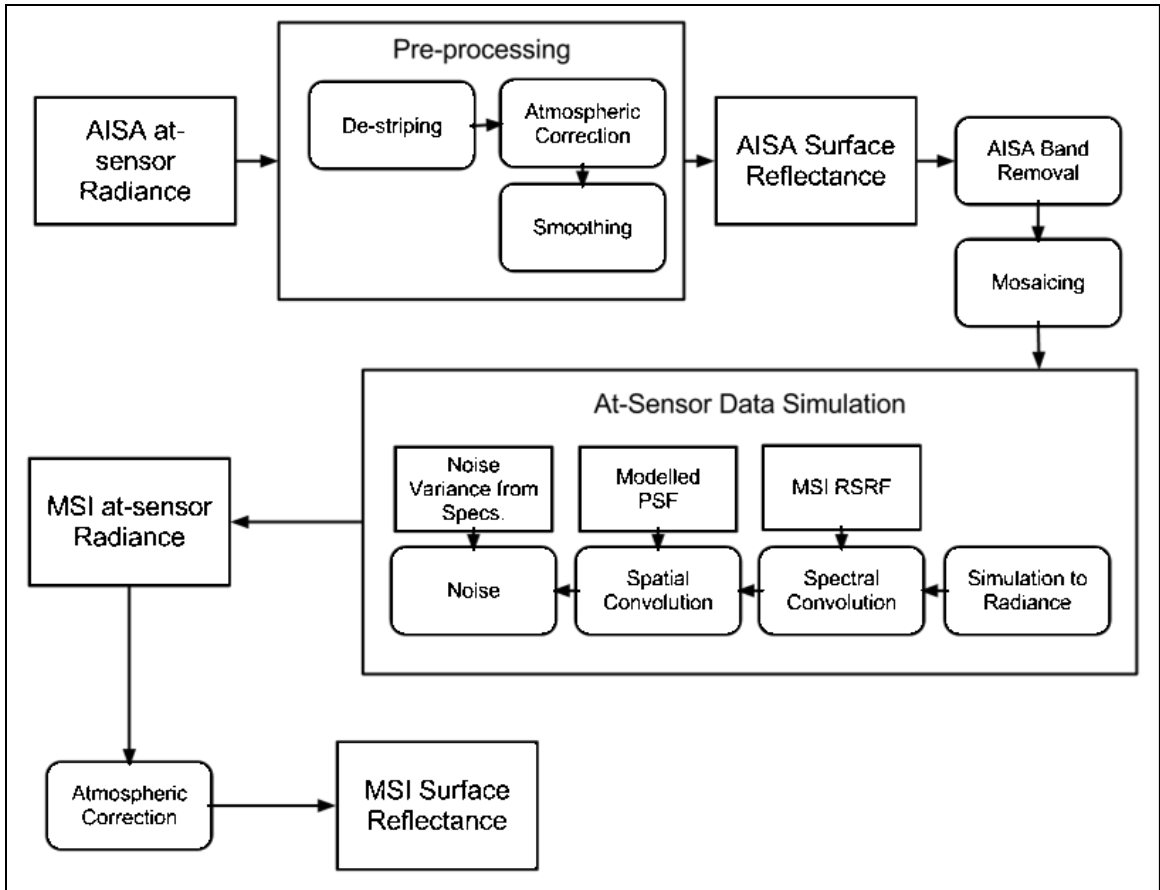 Pre-processing
AISA at-
sensor
Radiance
De-striping
Atmospheric
Correction
Smoothing
AISA Surface
Reflectance
AISA Band
Removal
Mosaicing
At-Sensor Data Simulation
Noise
Variance from
Specs.
Modelled
PSF
MSI RSRF
Noise
Spatial
Convolution
Spectral
Convolution
Simulation to
Radiance
MSI at-sensor
Radiance
Atmospheric
Correction
MSI Surface
Reflectance